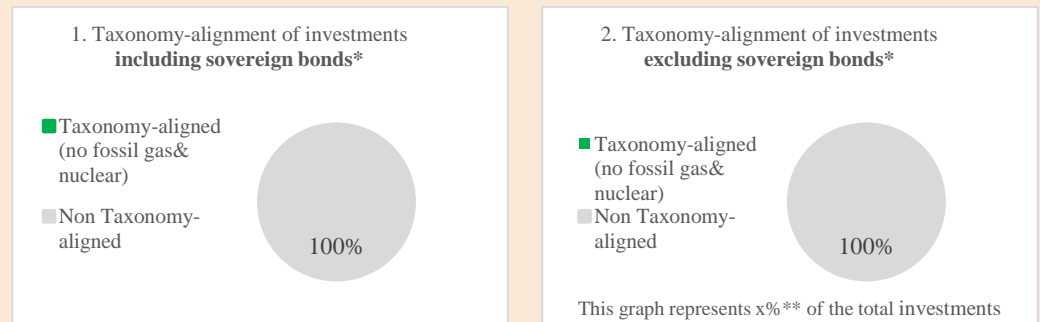 1. Taxonomy-alignment of investments
including sovereign bonds*
Taxonomy-aligned
(no fossil gas&
nuclear)
Non Taxonomy-
aligned
100%
2. Taxonomy-alignment of investments
excluding sovereign bonds*
Taxonomy-aligned
(no fossil gas&
nuclear)
Non Taxonomy-
aligned
100%
This graph represents x%** of the total investments